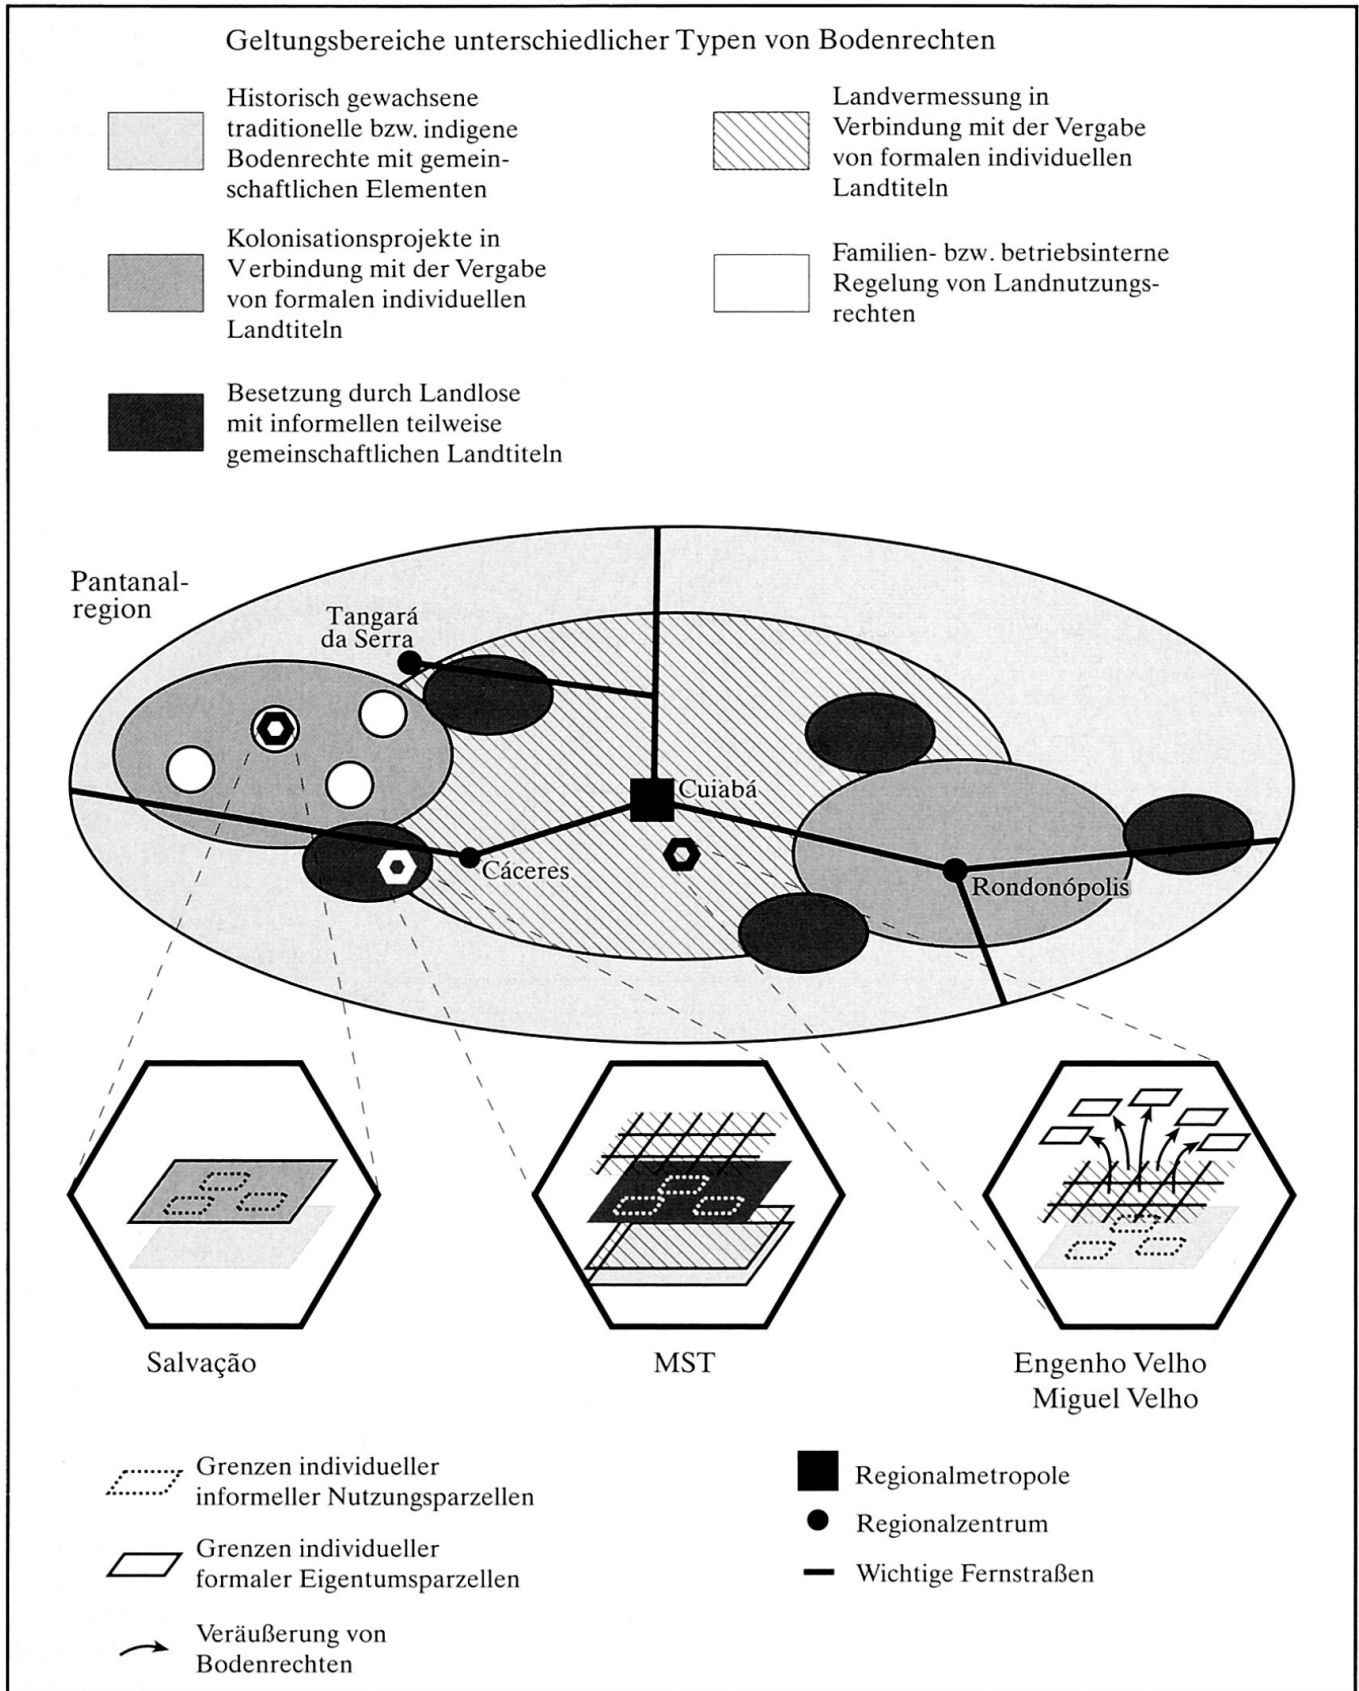 Geltungsbereiche unterschiedlicher Typen von Bodenrechten
Historisch gewachsene
traditionelle bzw. indigene
Bodenrechte mit gemein-
schaftlichen Elementen
Kolonisationsprojekte in
Verbindung mit der Vergabe
von formalen individuellen
Landtiteln
Besetzung durch Landlose
mit informellen teilweise
gemeinschaftlichen Landtiteln
Landvermessung in
Verbindung mit der Vergabe
von formalen individuellen
Landtiteln
Familien- bzw. betriebsinterne
Regelung von Landnutzungs-
rechten
Pantanal-
region
Tangará
da Serra
Cuiabá
Cáceres
Rondonópolis
Salvação
MST
Engenho Velho
Miguel Velho
Grenzen individueller
informeller Nutzungsparzellen
Grenzen individueller
formaler Eigentumsparzellen
Veräußerung von
Bodenrechten
Regionalmetropole
Regionalzentrum
Wichtige Fernstraßen